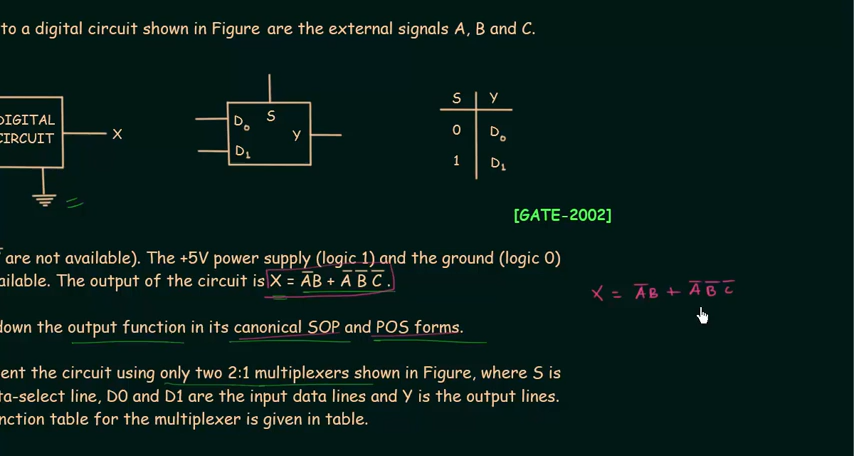 to a digital circuit shown in Figure are the external signals A, B and C.
DIGITAL
CIRCUIT
X
D₀ S
Y
D₁
S Y
0 D₀
1 D₁
[GATE-2002]
are not available). The +5V power supply (logic 1) and the ground (logic 0)
ailable. The output of the circuit is X = A̅B + A̅ B̅ C̅.
X = A̅B + A̅ B̅ C̅
down the output function in its canonical SOP and POS forms.
ent the circuit using only two 2:1 multiplexers shown in Figure, where S is
ta-select line, D0 and D1 are the input data lines and Y is the output lines.
nction table for the multiplexer is given in table.